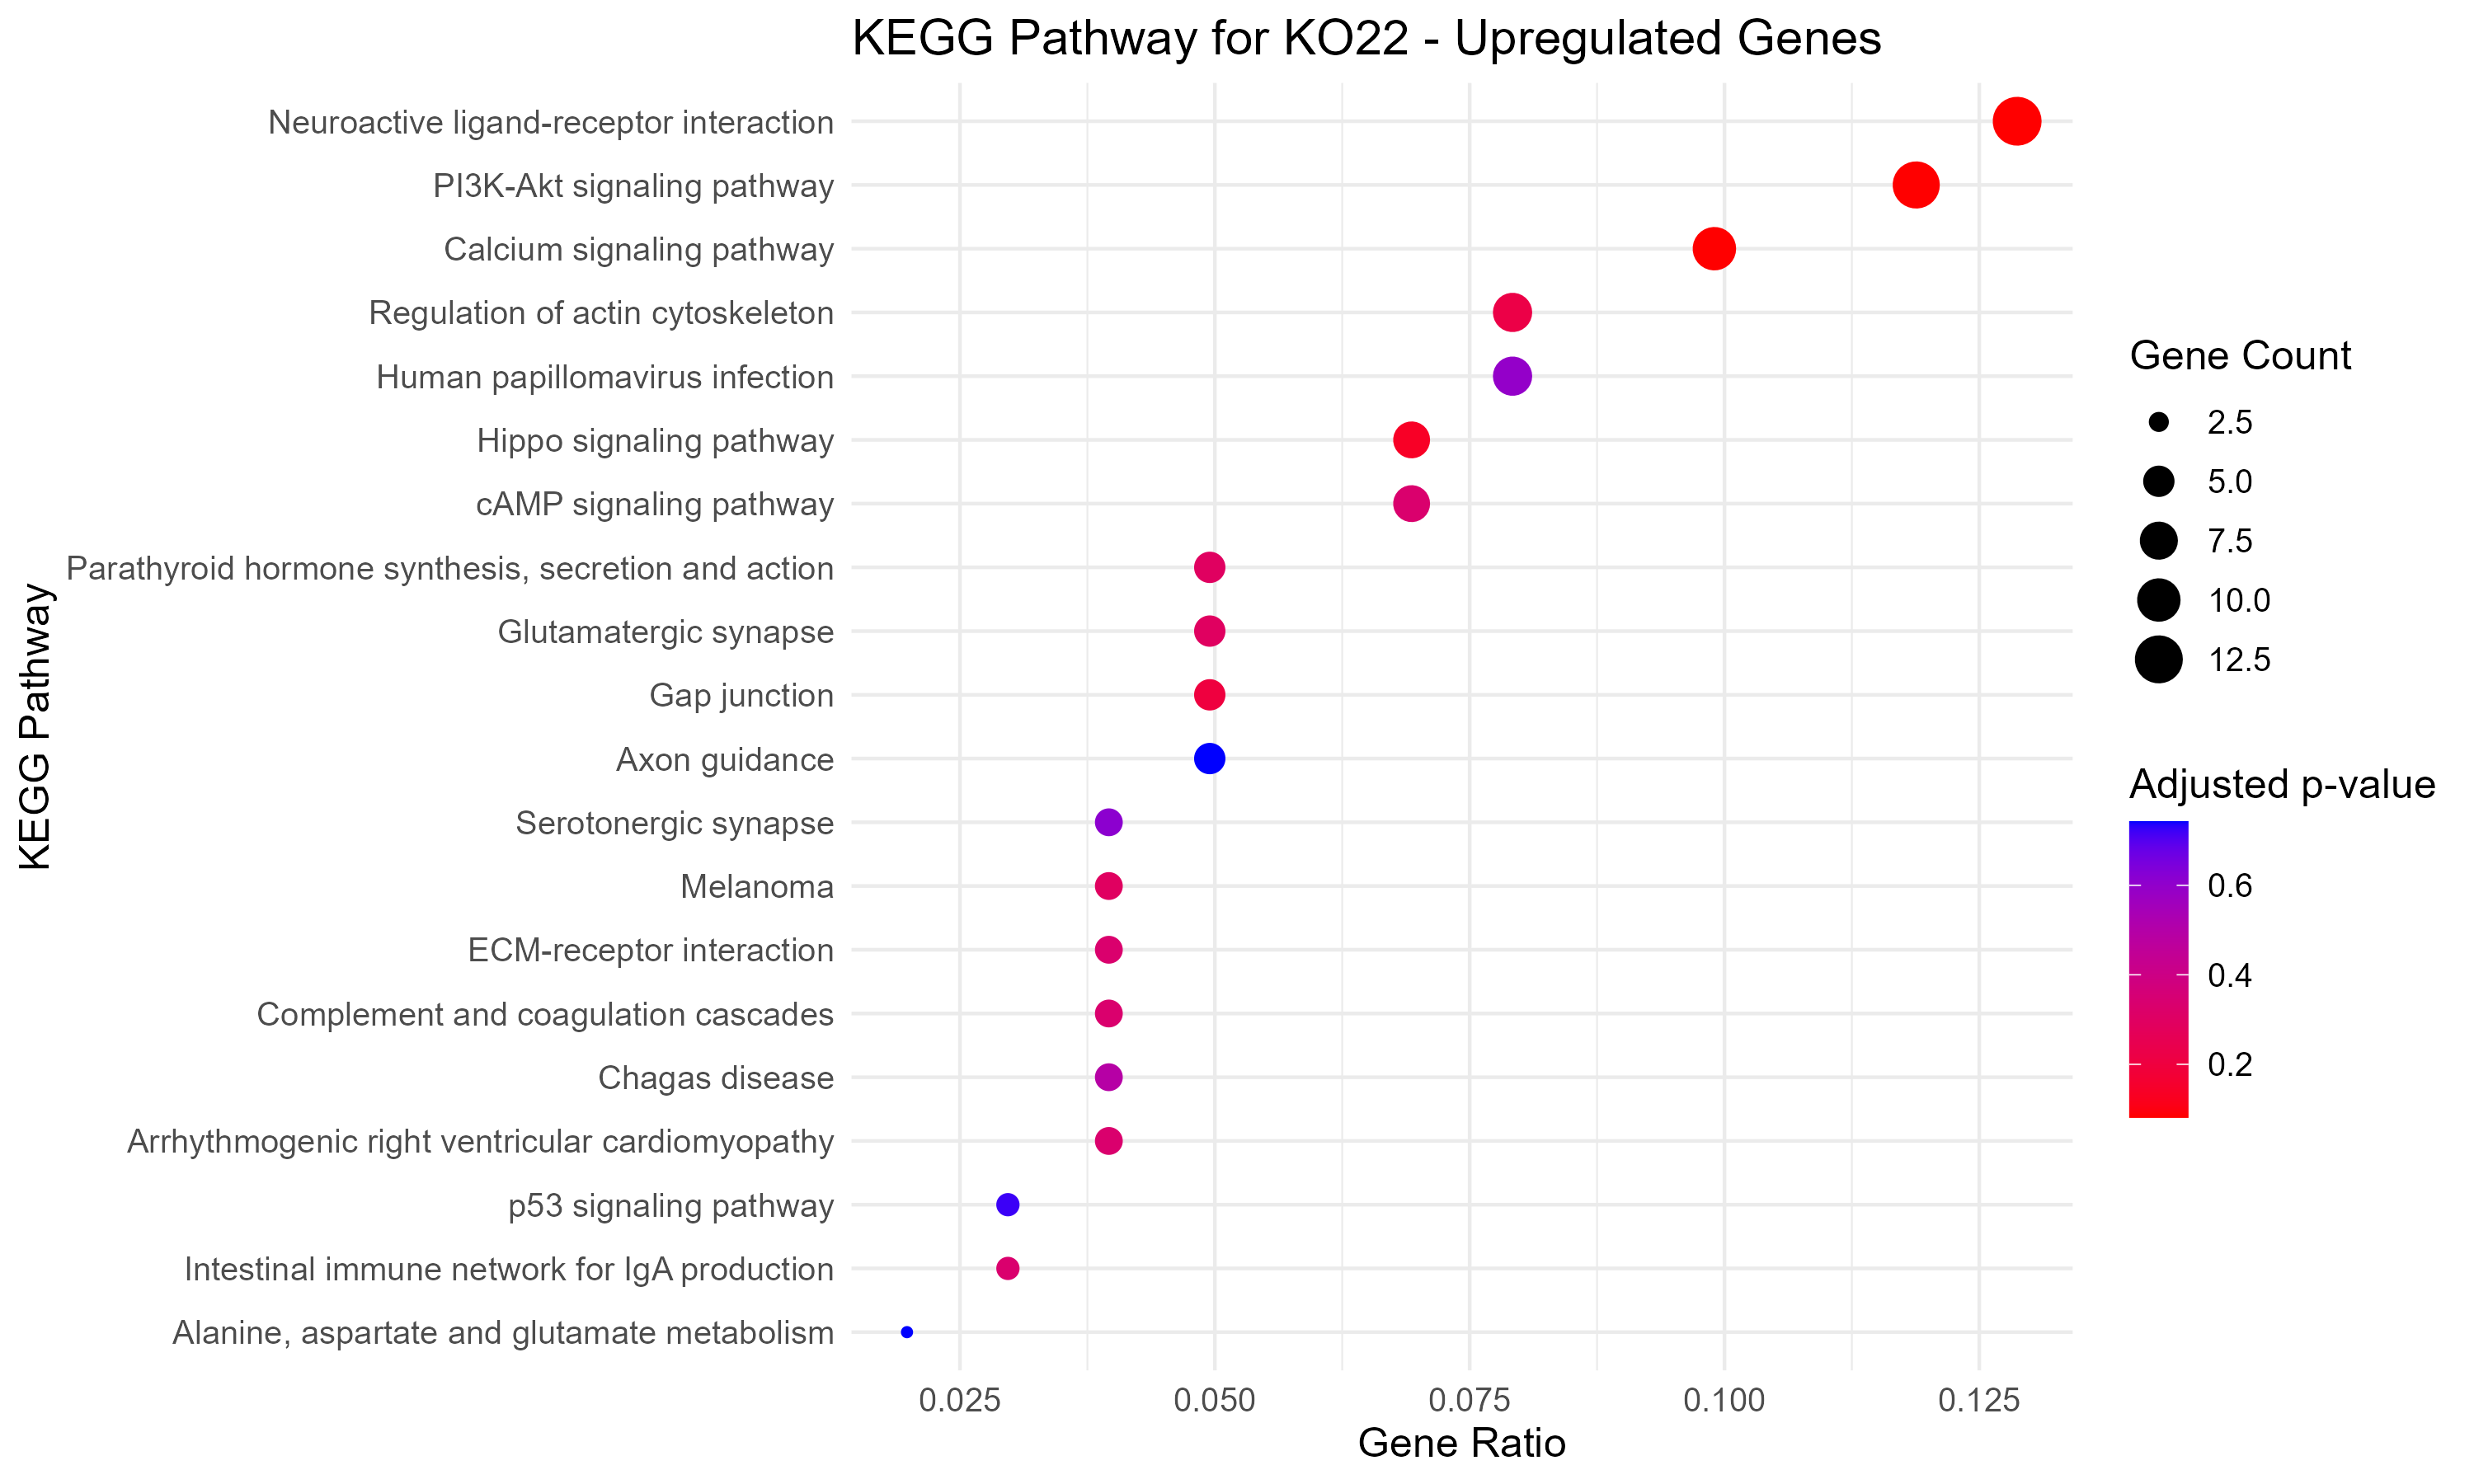 KEGG Pathway for KO22 - Upregulated Genes
KEGG Pathway
Neuroactive ligand-receptor interaction
PI3K-Akt signaling pathway
Calcium signaling pathway
Regulation of actin cytoskeleton
Human papillomavirus infection
Hippo signaling pathway
cAMP signaling pathway
Parathyroid hormone synthesis, secretion and action
Glutamatergic synapse
Gap junction
Axon guidance
Serotonergic synapse
Melanoma
ECM-receptor interaction
Complement and coagulation cascades
Chagas disease
Arrhythmogenic right ventricular cardiomyopathy
p53 signaling pathway
Intestinal immune network for IgA production
Alanine, aspartate and glutamate metabolism
0.025 0.050 0.075 0.100 0.125
Gene Ratio
Gene Count
2.5
5.0
7.5
10.0
12.5
Adjusted p-value
0.6
0.4
0.2